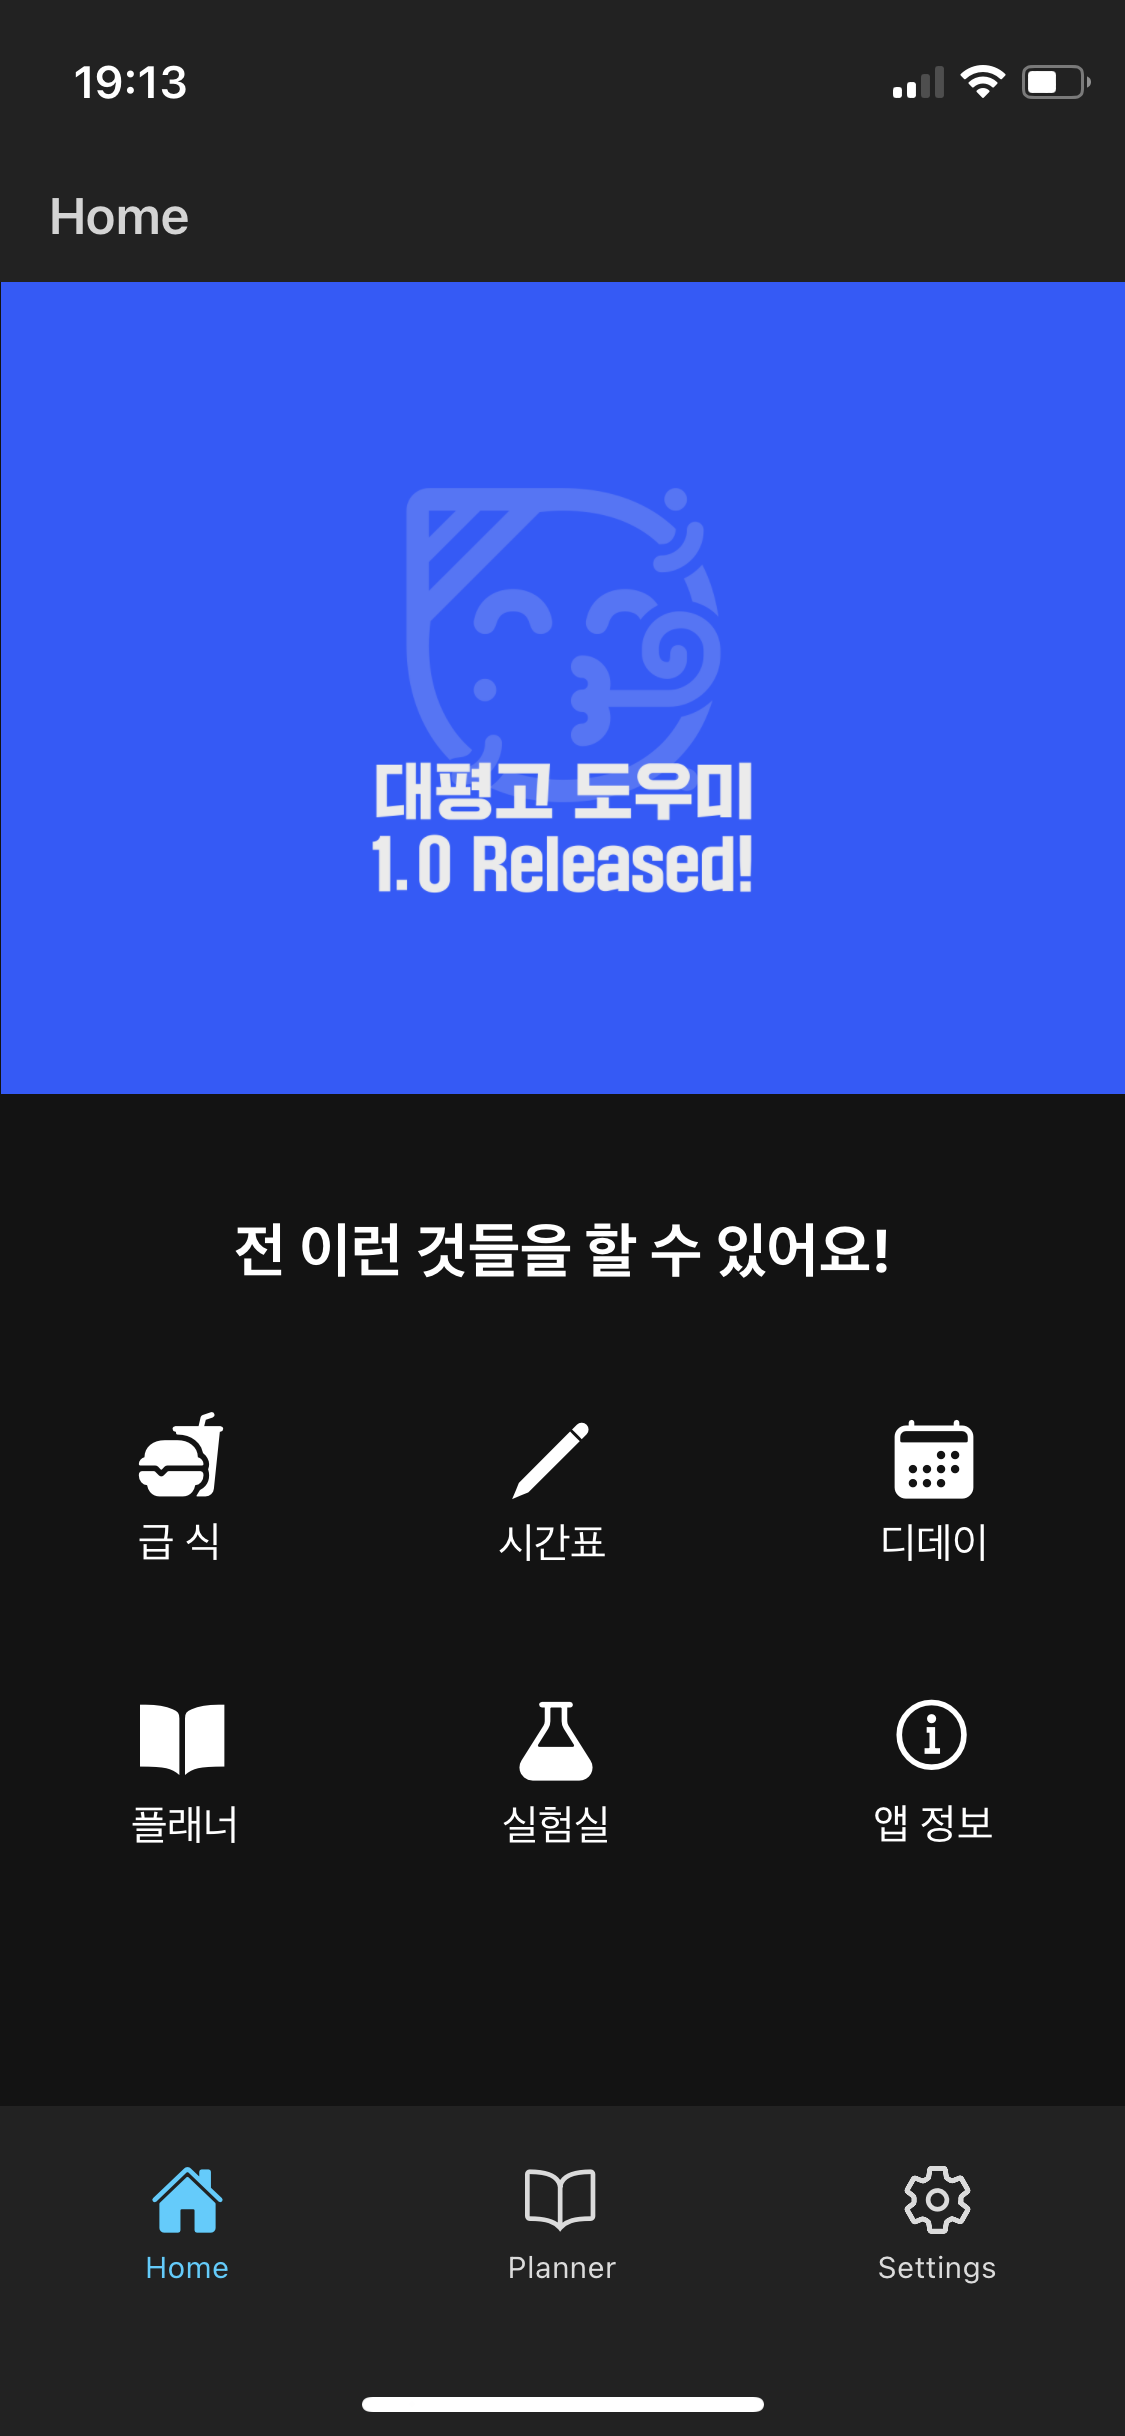 19:13
Home
대평고 도우미
1.0 Released!
전 이런 것들을 할 수 있어요!
급 식
시간표
디데이
플래너
실험실
앱 정보
Home
Planner
Settings